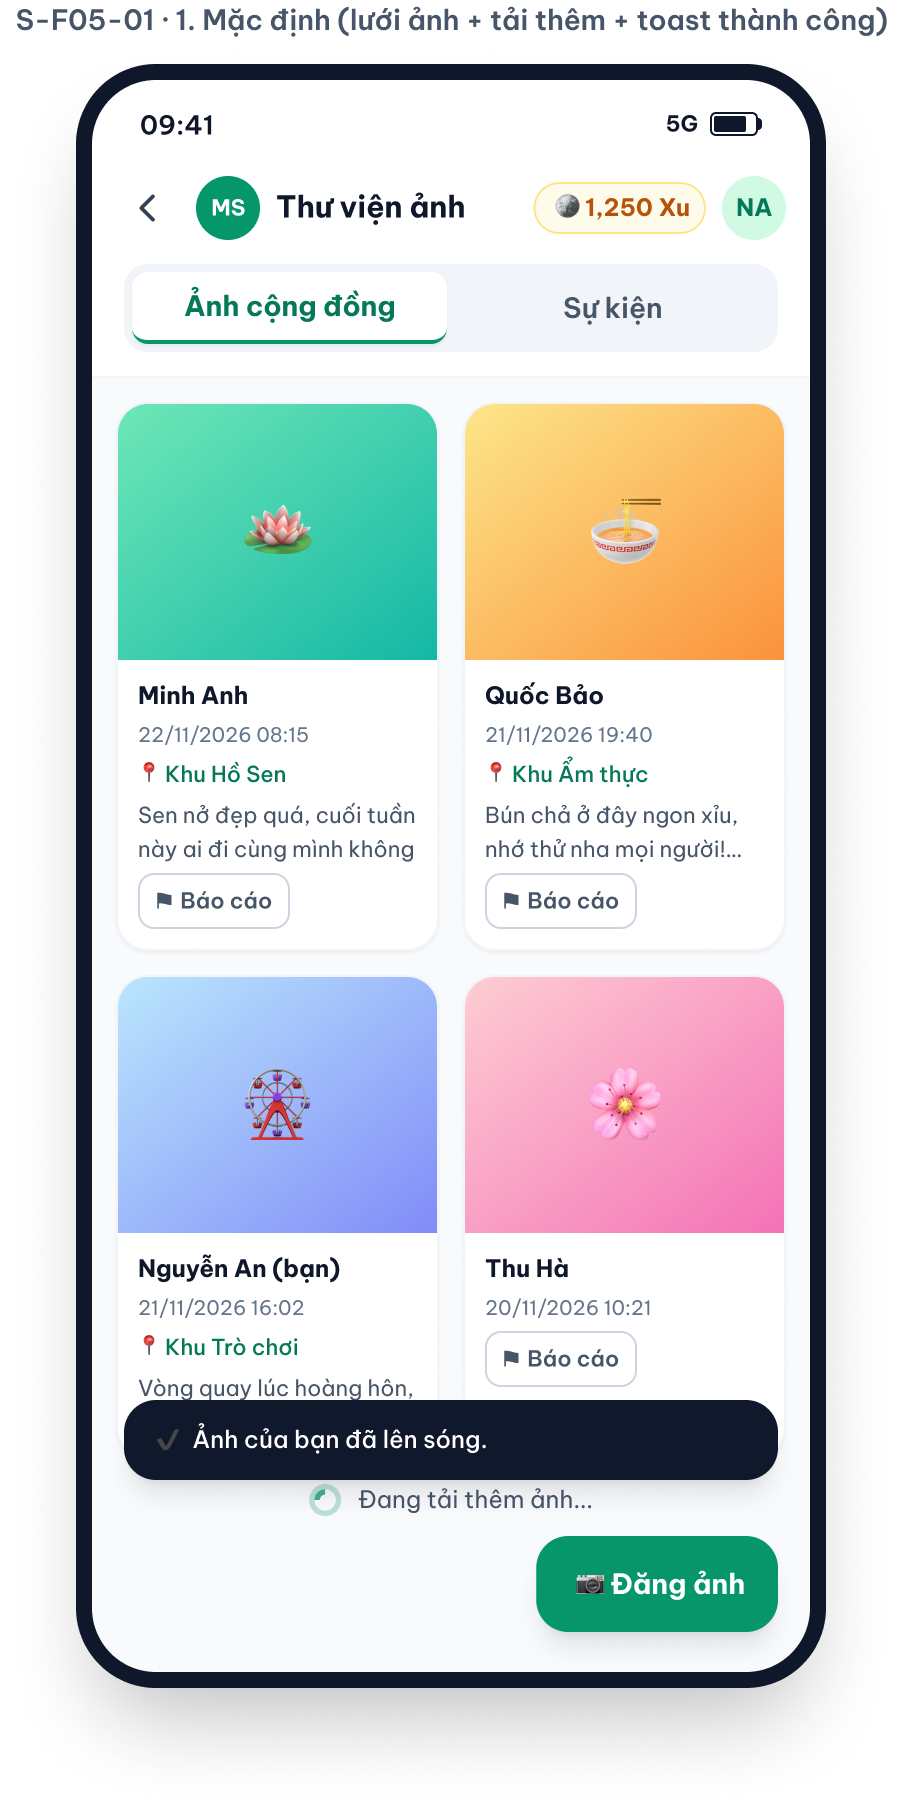 S-F05-01 · 1. Mặc định (lưới ảnh + tải thêm + toast thành công)
09:41
5G
MS
Thư viện ảnh
1,250 Xu
NA
Ảnh cộng đồng
Sự kiện
Minh Anh
22/11/2026 08:15
Khu Hồ Sen
Sen nở đẹp quá, cuối tuần
này ai đi cùng mình không
Báo cáo
Quốc Bảo
21/11/2026 19:40
Khu Ẩm thực
Bún chả ở đây ngon xỉu,
nhớ thử nha mọi người!...
Báo cáo
Nguyễn An (bạn)
21/11/2026 16:02
Khu Trò chơi
Vòng quay lúc hoàng hôn,
Thu Hà
20/11/2026 10:21
Báo cáo
Ảnh của bạn đã lên sóng.
Đang tải thêm ảnh...
Đăng ảnh